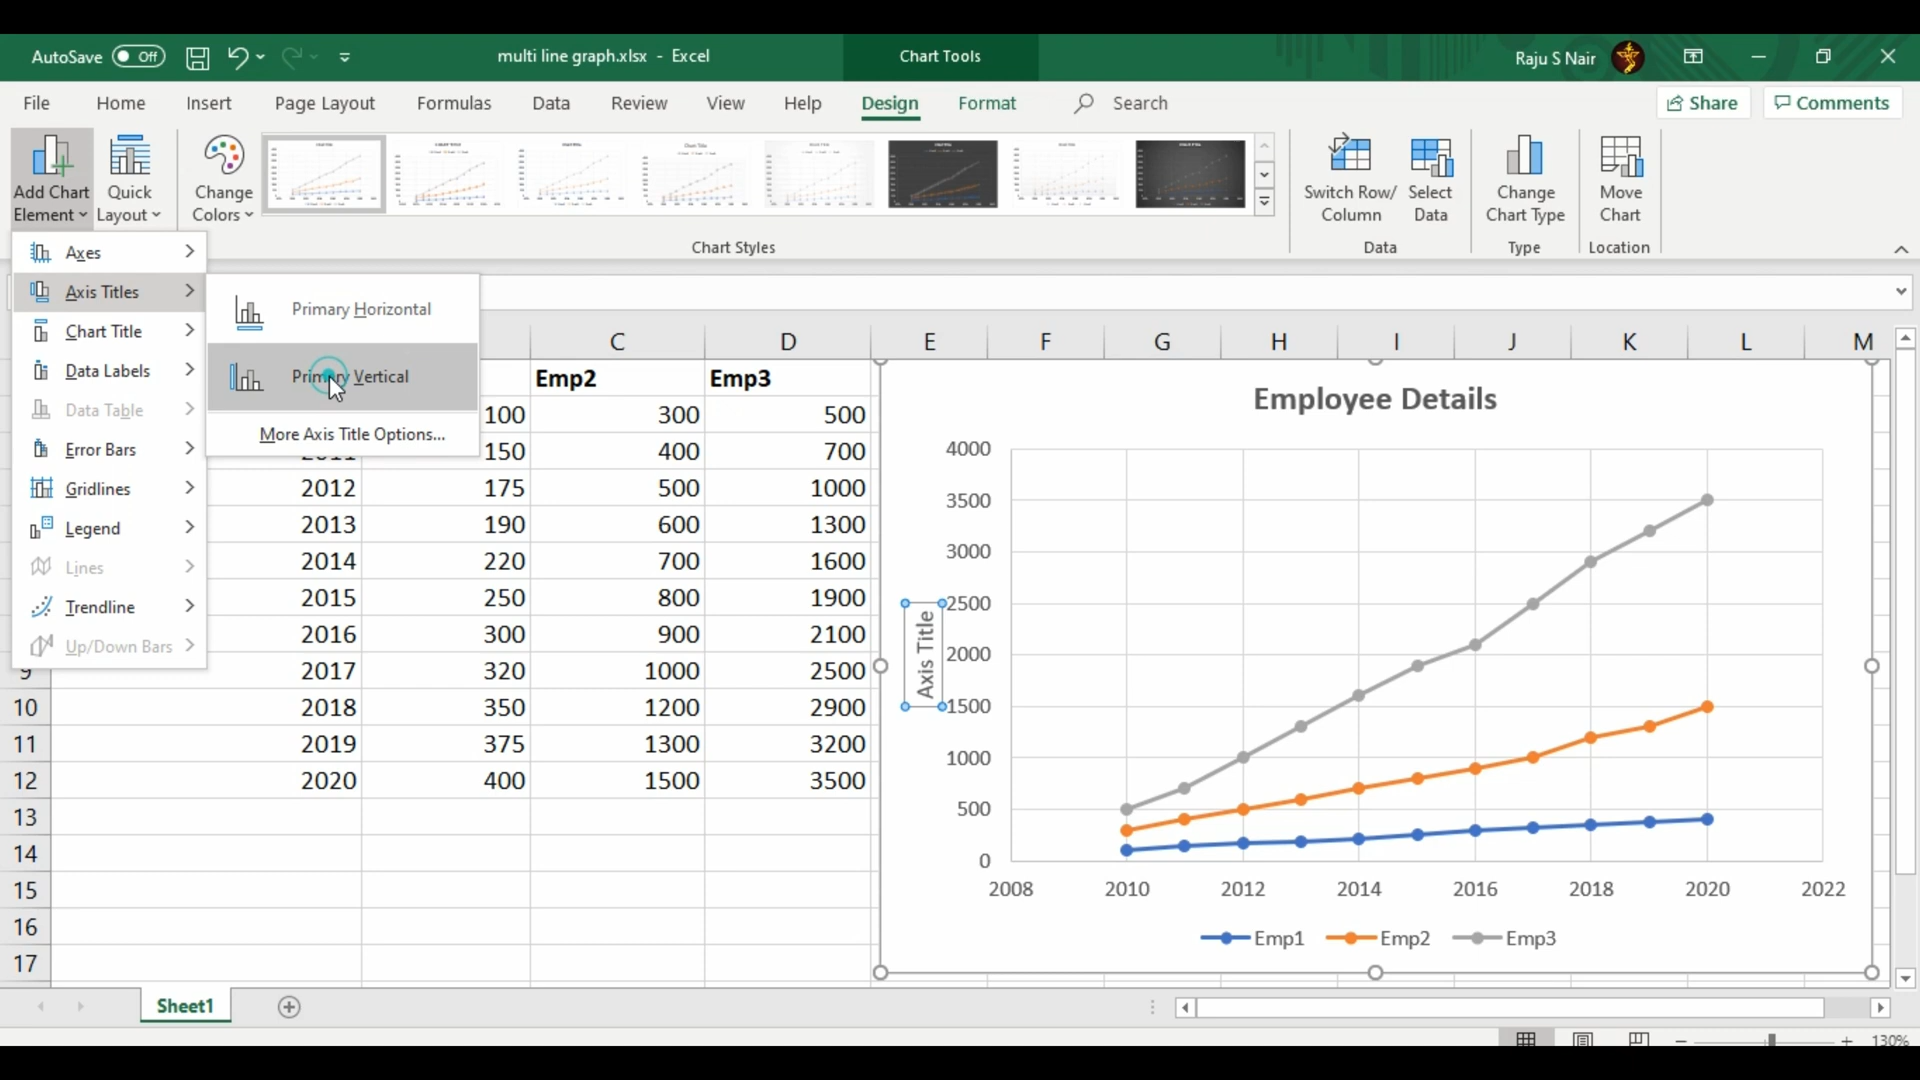 AutoSave Off multi line graph.xlsx - Excel Chart Tools Raju S Nair
File Home Insert Page Layout Formulas Data Review View Help Design Format Search Share Comments
Add Chart Element
Quick Layout
Change Colors
Switch Row/ Column
Select Data
Change Chart Type
Move Chart
Chart Styles Data Type Location
Axes
Axis Titles
Chart Title
Data Labels
Data Table
Error Bars
Gridlines
Legend
Lines
Trendline
Up/Down Bars
Primary Horizontal
Primary Vertical
More Axis Title Options...
C D E F G H I J K L M
Emp2 Emp3
100 300 500
150 400 700
2012 175 500 1000
2013 190 600 1300
2014 220 700 1600
2015 250 800 1900
2016 300 900 2100
9 2017 320 1000 2500
10 2018 350 1200 2900
11 2019 375 1300 3200
12 2020 400 1500 3500
13
14
15
16
17
Employee Details
4000
3500
3000
2500
2000
1500
1000
500
0
Axis Title
2008 2010 2012 2014 2016 2018 2020 2022
Emp1 Emp2 Emp3
Sheet1
130%